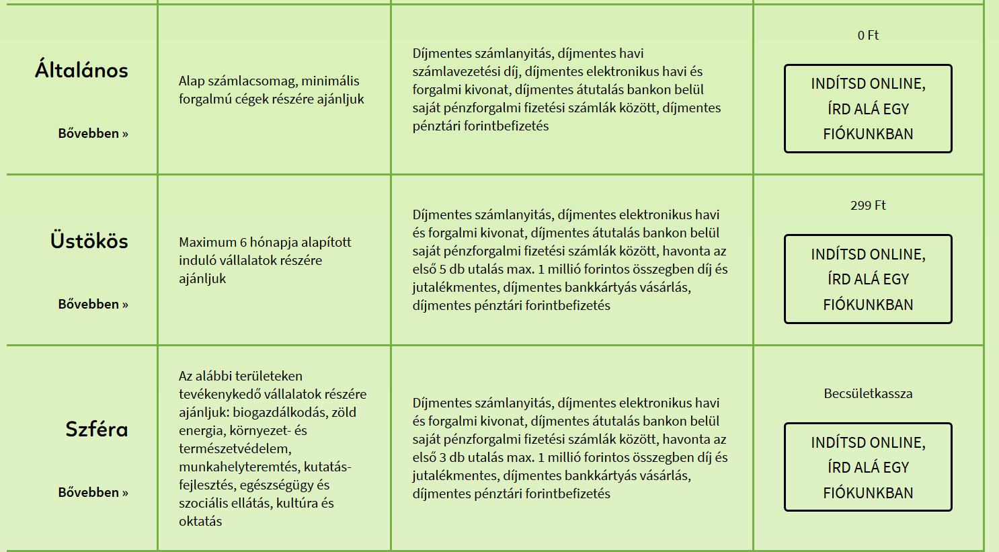 Általános
Bővebben »
Alap számlacsomag, minimális
forgalmú cégek részére ajánljuk
Díjmentes számlanyitás, díjmentes havi
számlavezetési díj, díjmentes elektronikus havi és
forgalmi kivonat, díjmentes átutalás bankon belül
saját pénzforgalmi fizetési számlák között, díjmentes
pénztári forintbefizetés
0 Ft
INDÍTSD ONLINE,
ÍRD ALÁ EGY
FIÓKUNKBAN
Üstökös
Bővebben »
Maximum 6 hónapja alapított
induló vállalatok részére
ajánljuk
Díjmentes számlanyitás, díjmentes elektronikus havi
és forgalmi kivonat, díjmentes átutalás bankon belül
saját pénzforgalmi fizetési számlák között, havonta az
első 5 db utalás max. 1 millió forintos összegben díj és
jutalékmentes, díjmentes bankkártyás vásárlás,
díjmentes pénztári forintbefizetés
299 Ft
INDÍTSD ONLINE,
ÍRD ALÁ EGY
FIÓKUNKBAN
Szféra
Bővebben »
Az alábbi területeken
tevékenykedő vállalatok részére
ajánljuk: biogazdálkodás, zöld
energia, környezet- és
természetvédelem,
munkahelyteremtés, kutatás-
fejlesztés, egészségügy és
szociális ellátás, kultúra és
oktatás
Díjmentes számlanyitás, díjmentes elektronikus havi
és forgalmi kivonat, díjmentes átutalás bankon belül
saját pénzforgalmi fizetési számlák között, havonta az
első 3 db utalás max. 1 millió forintos összegben díj és
jutalékmentes, díjmentes bankkártyás vásárlás,
díjmentes pénztári forintbefizetés
Becsületkassza
INDÍTSD ONLINE,
ÍRD ALÁ EGY
FIÓKUNKBAN